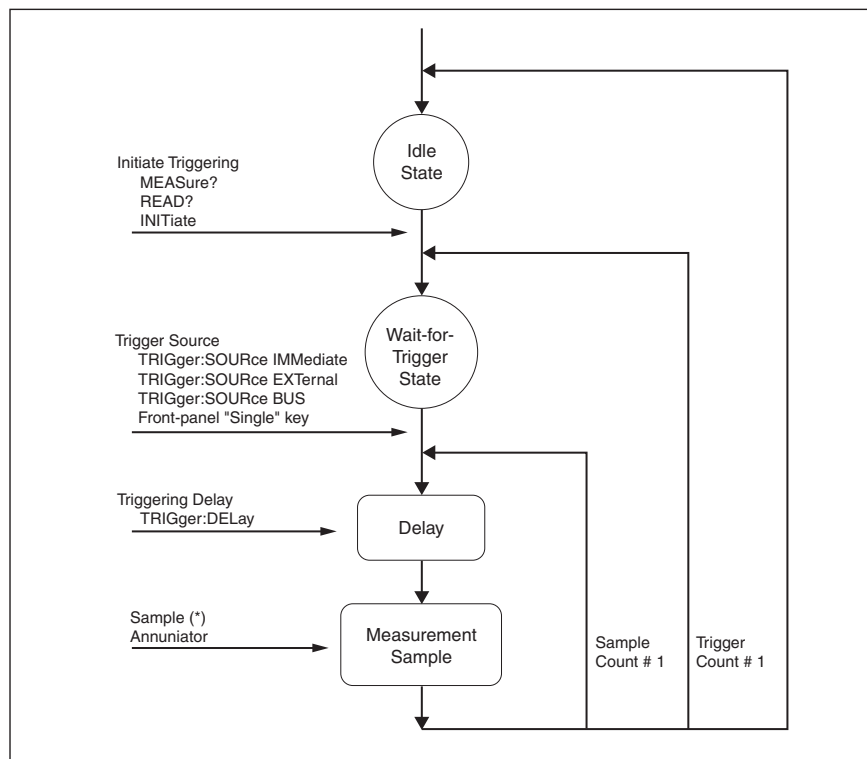 Idle
State
Initiate Triggering
MEASure?
READ?
INITiate
Wait-for-
Trigger
State
Trigger Source
TRIGger:SOURce IMMediate
TRIGger:SOURce EXTernal
TRIGger:SOURce BUS
Front-panel "Single" key
Triggering Delay
TRIGger:DELay
Delay
Sample (*)
Annuniator
Measurement
Sample
Sample
Count # 1
Trigger
Count # 1